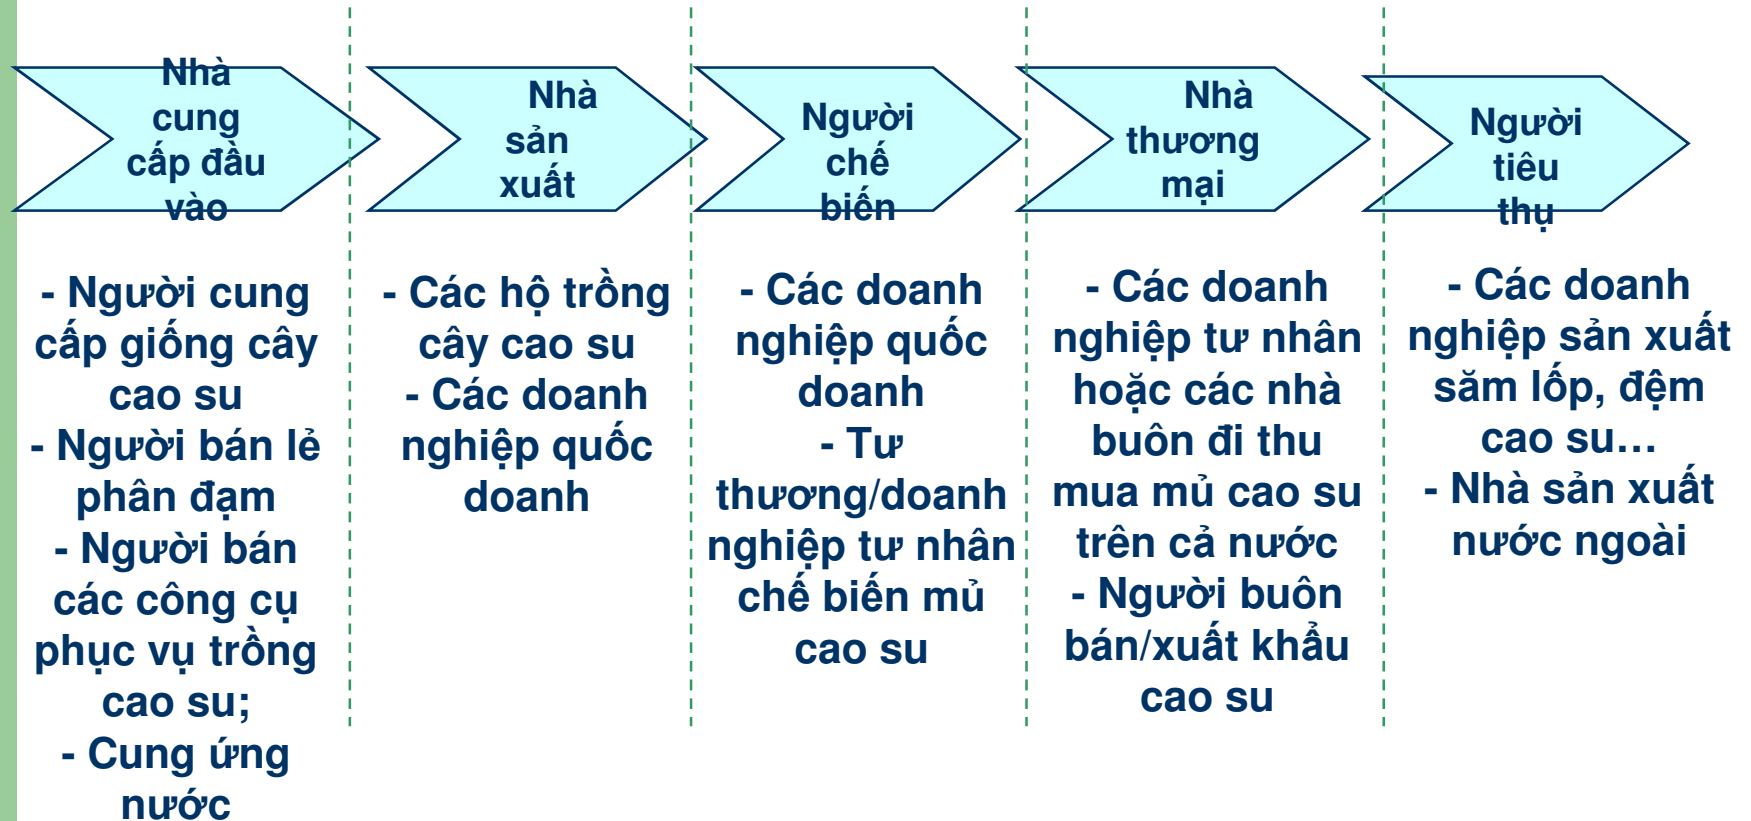 Nhà
cung
cấp đầu
vào
Nhà
sản
xuất
Người
chế
biến
Nhà
thương
mại
Người
tiêu
thụ
- Người cung
cấp giống cây
cao su
- Người bán lẻ
phân đạm
- Người bán
các công cụ
phục vụ trồng
cao su;
- Cung ứng
nước
- Các hộ trồng
cây cao su
- Các doanh
nghiệp quốc
doanh
- Các doanh
nghiệp quốc
doanh
- Tư
thương/doanh
nghiệp tư nhân
chế biến mủ
cao su
- Các doanh
nghiệp tư nhân
hoặc các nhà
buôn đi thu
mua mủ cao su
trên cả nước
- Người buôn
bán/xuất khẩu
cao su
- Các doanh
nghiệp sản xuất
săm lốp, đệm
cao su…
- Nhà sản xuất
nước ngoài